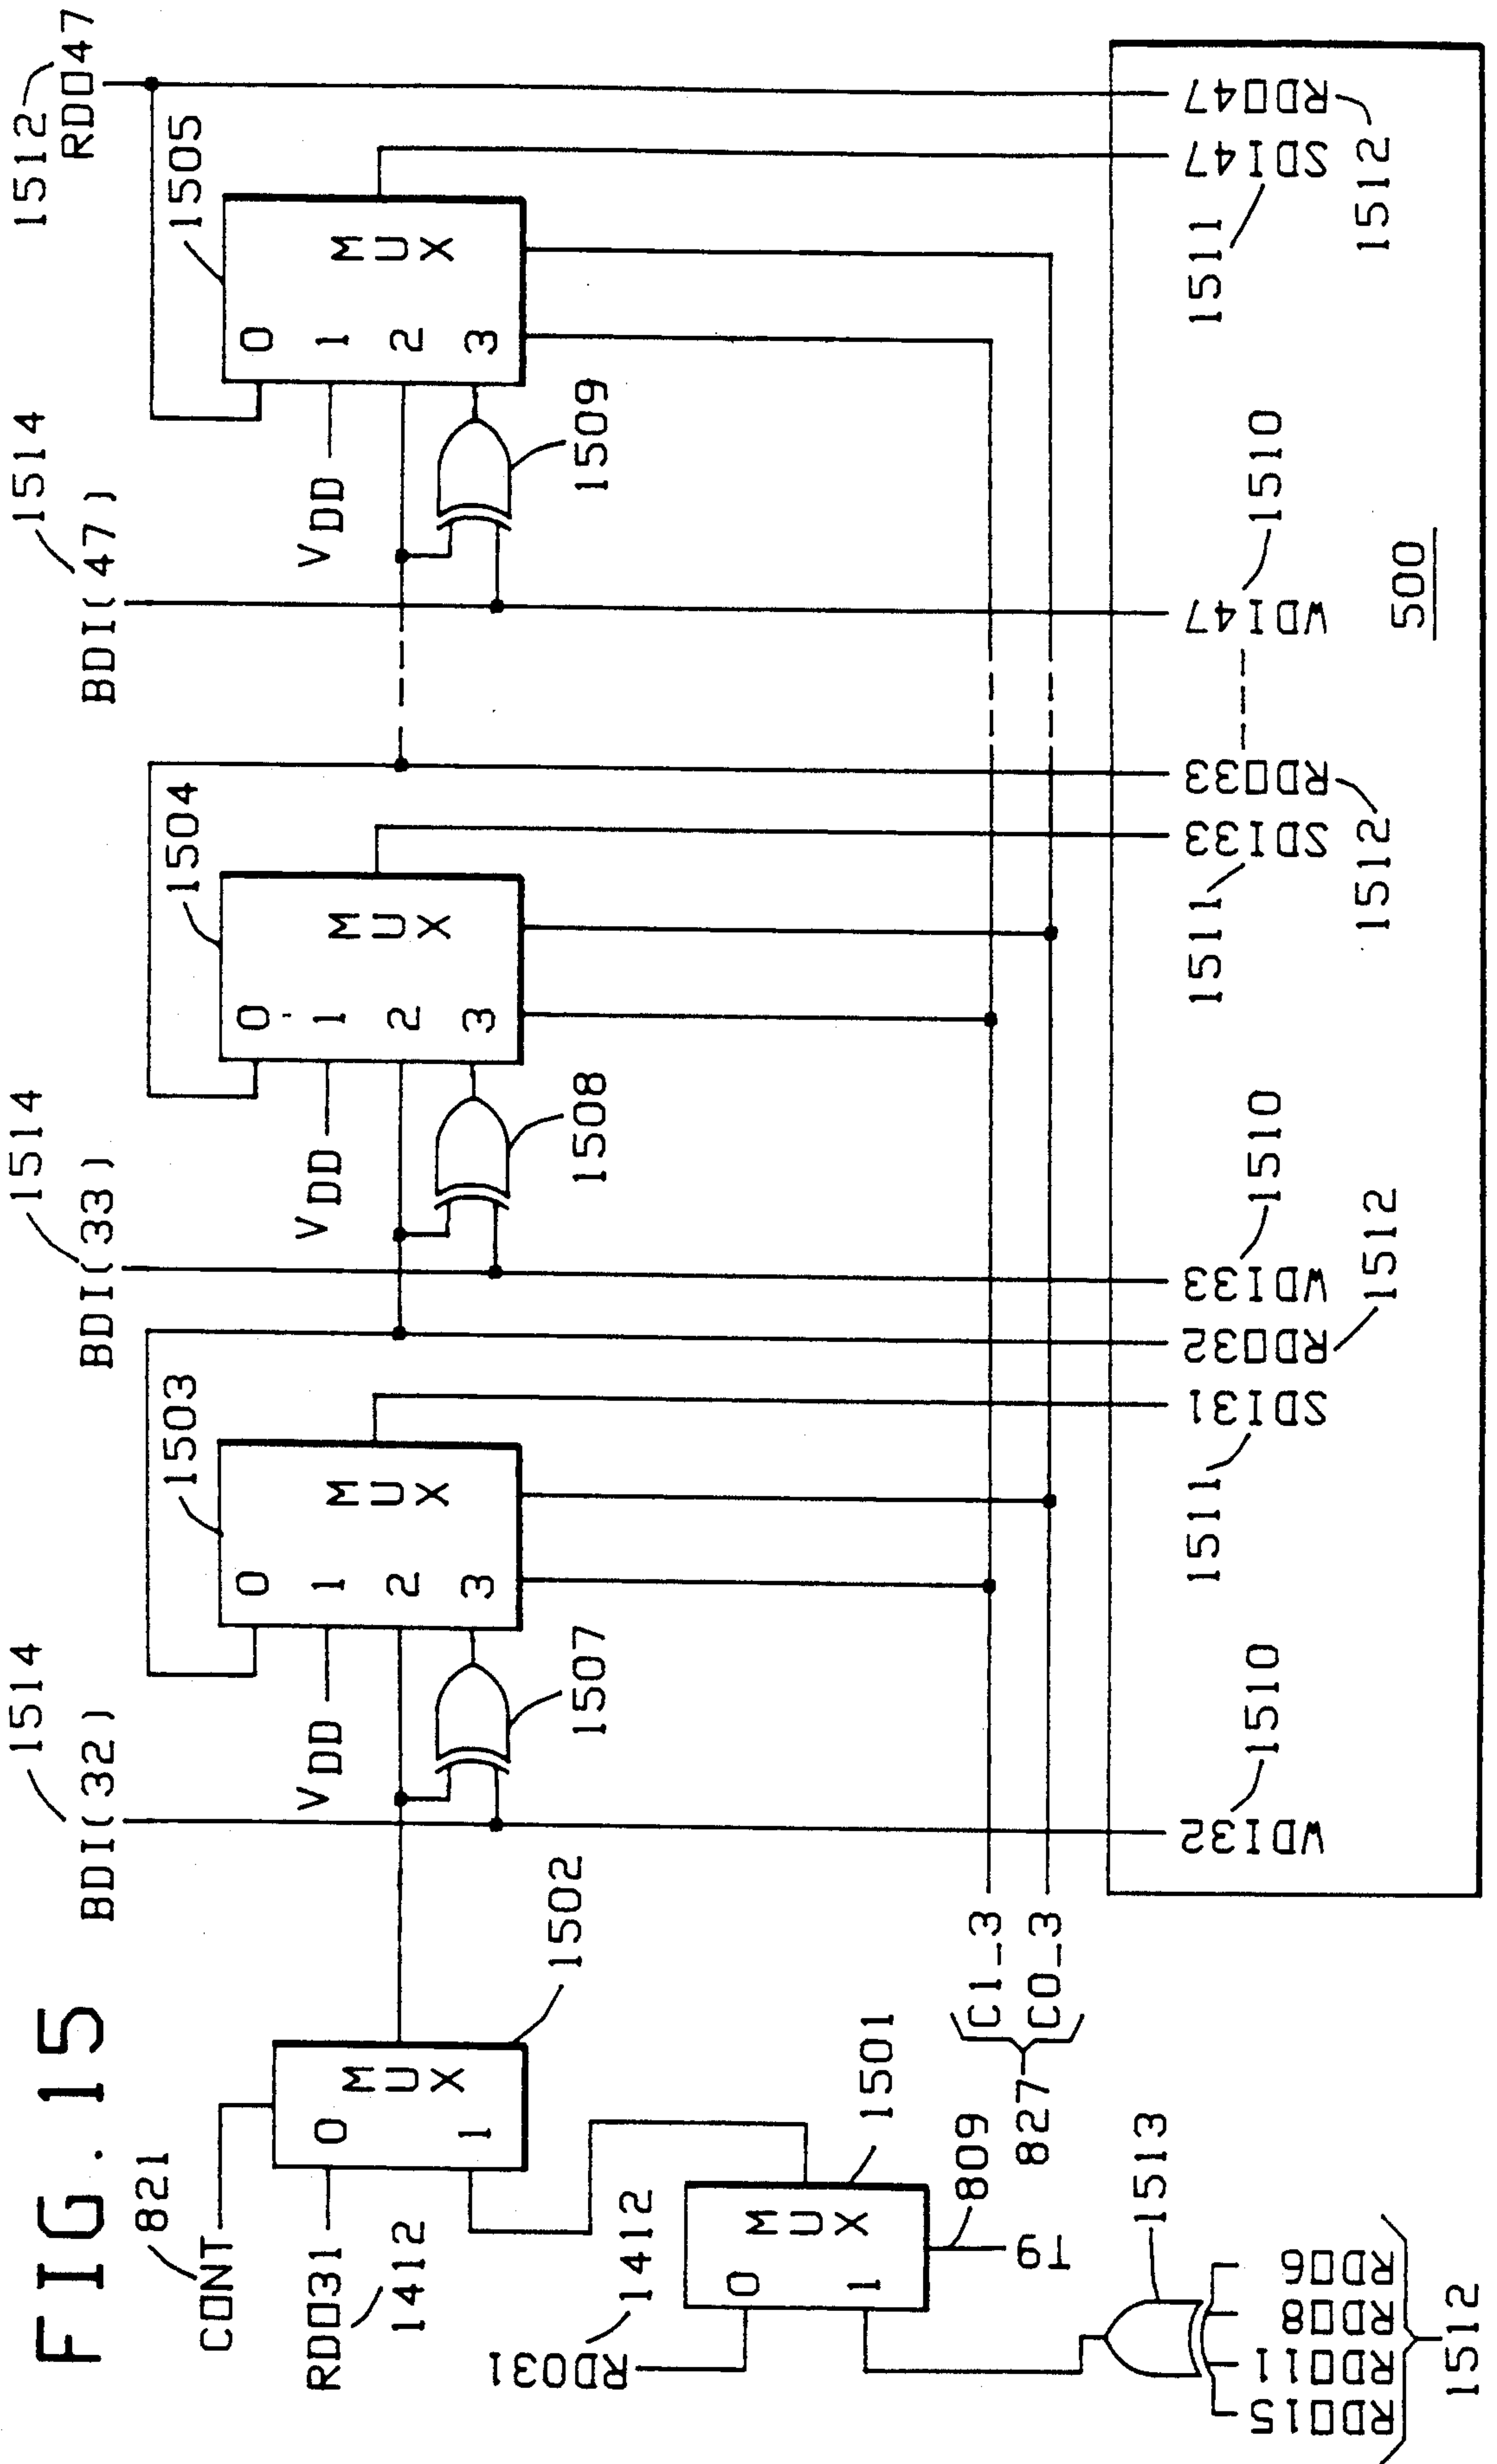 FIG. 15
1514
BDI(32)
1514
BDI(33)
1514
BDI(47)
1512
RDO47
CONT
821
RDO31
1412
0
1
MUX
1502
VDD
0
1
2
3
MUX
1503
1507
VDD
0
1
2
3
MUX
1504
1508
VDD
0
1
2
3
MUX
1505
1509
RDO31
1412
0
1
MUX
1501
T9
809
827
C1_3
C0_3
1513
RDO15
RDO11
RDO8
RDO6
1512
WDI32
1510
SDI31
1511
RDO32
1512
WDI33
1510
SDI33
1511
RDO33
1512
WDI47
1510
SDI47
1511
RDO47
1512
500